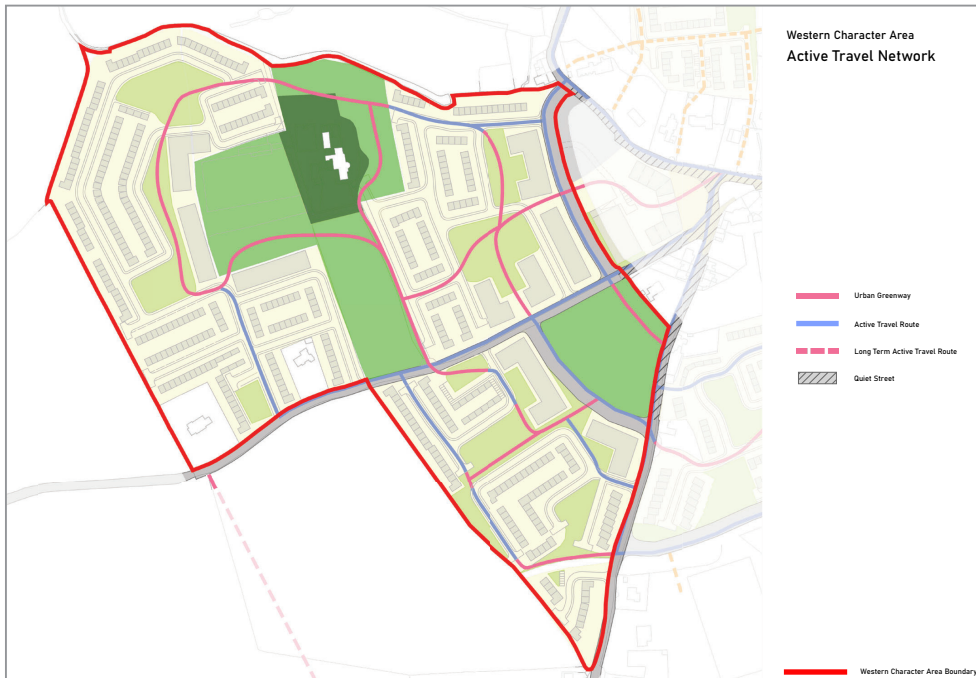 Western Character Area
Active Travel Network
Urban Greenway
Active Travel Route
Long Term Active Travel Route
Quiet Street
Western Character Area Boundary